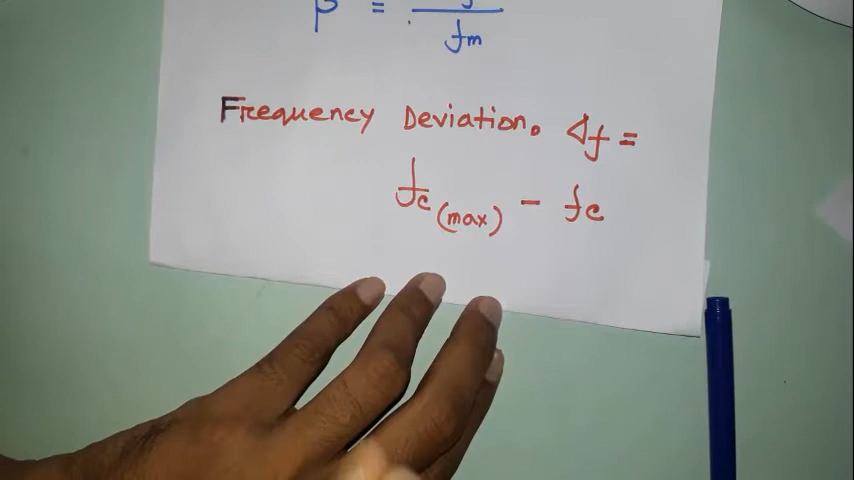 β =
fm
Frequency Deviation. Δf =
fc(max) - fc